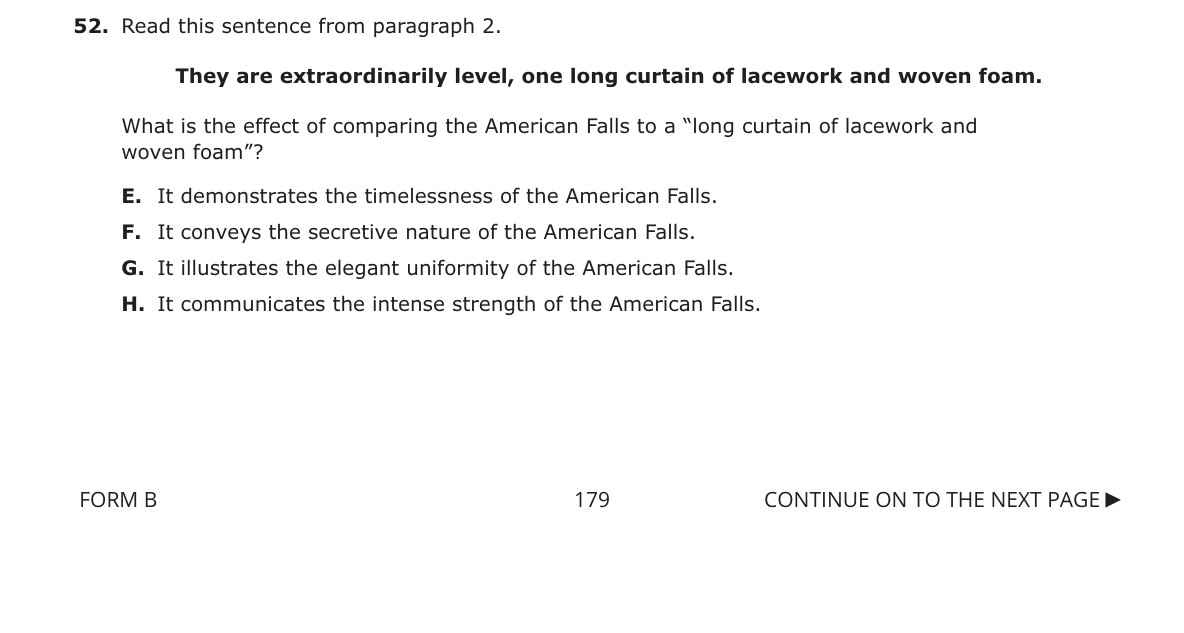 52. Read this sentence from paragraph 2.
They are extraordinarily level, one long curtain of lacework and woven foam.
What is the effect of comparing the American Falls to a “long curtain of lacework and
woven foam”?
E. It demonstrates the timelessness of the American Falls.
F. It conveys the secretive nature of the American Falls.
G. It illustrates the elegant uniformity of the American Falls.
H. It communicates the intense strength of the American Falls.
FORM B 179 CONTINUE ON TO THE NEXT PAGE ►